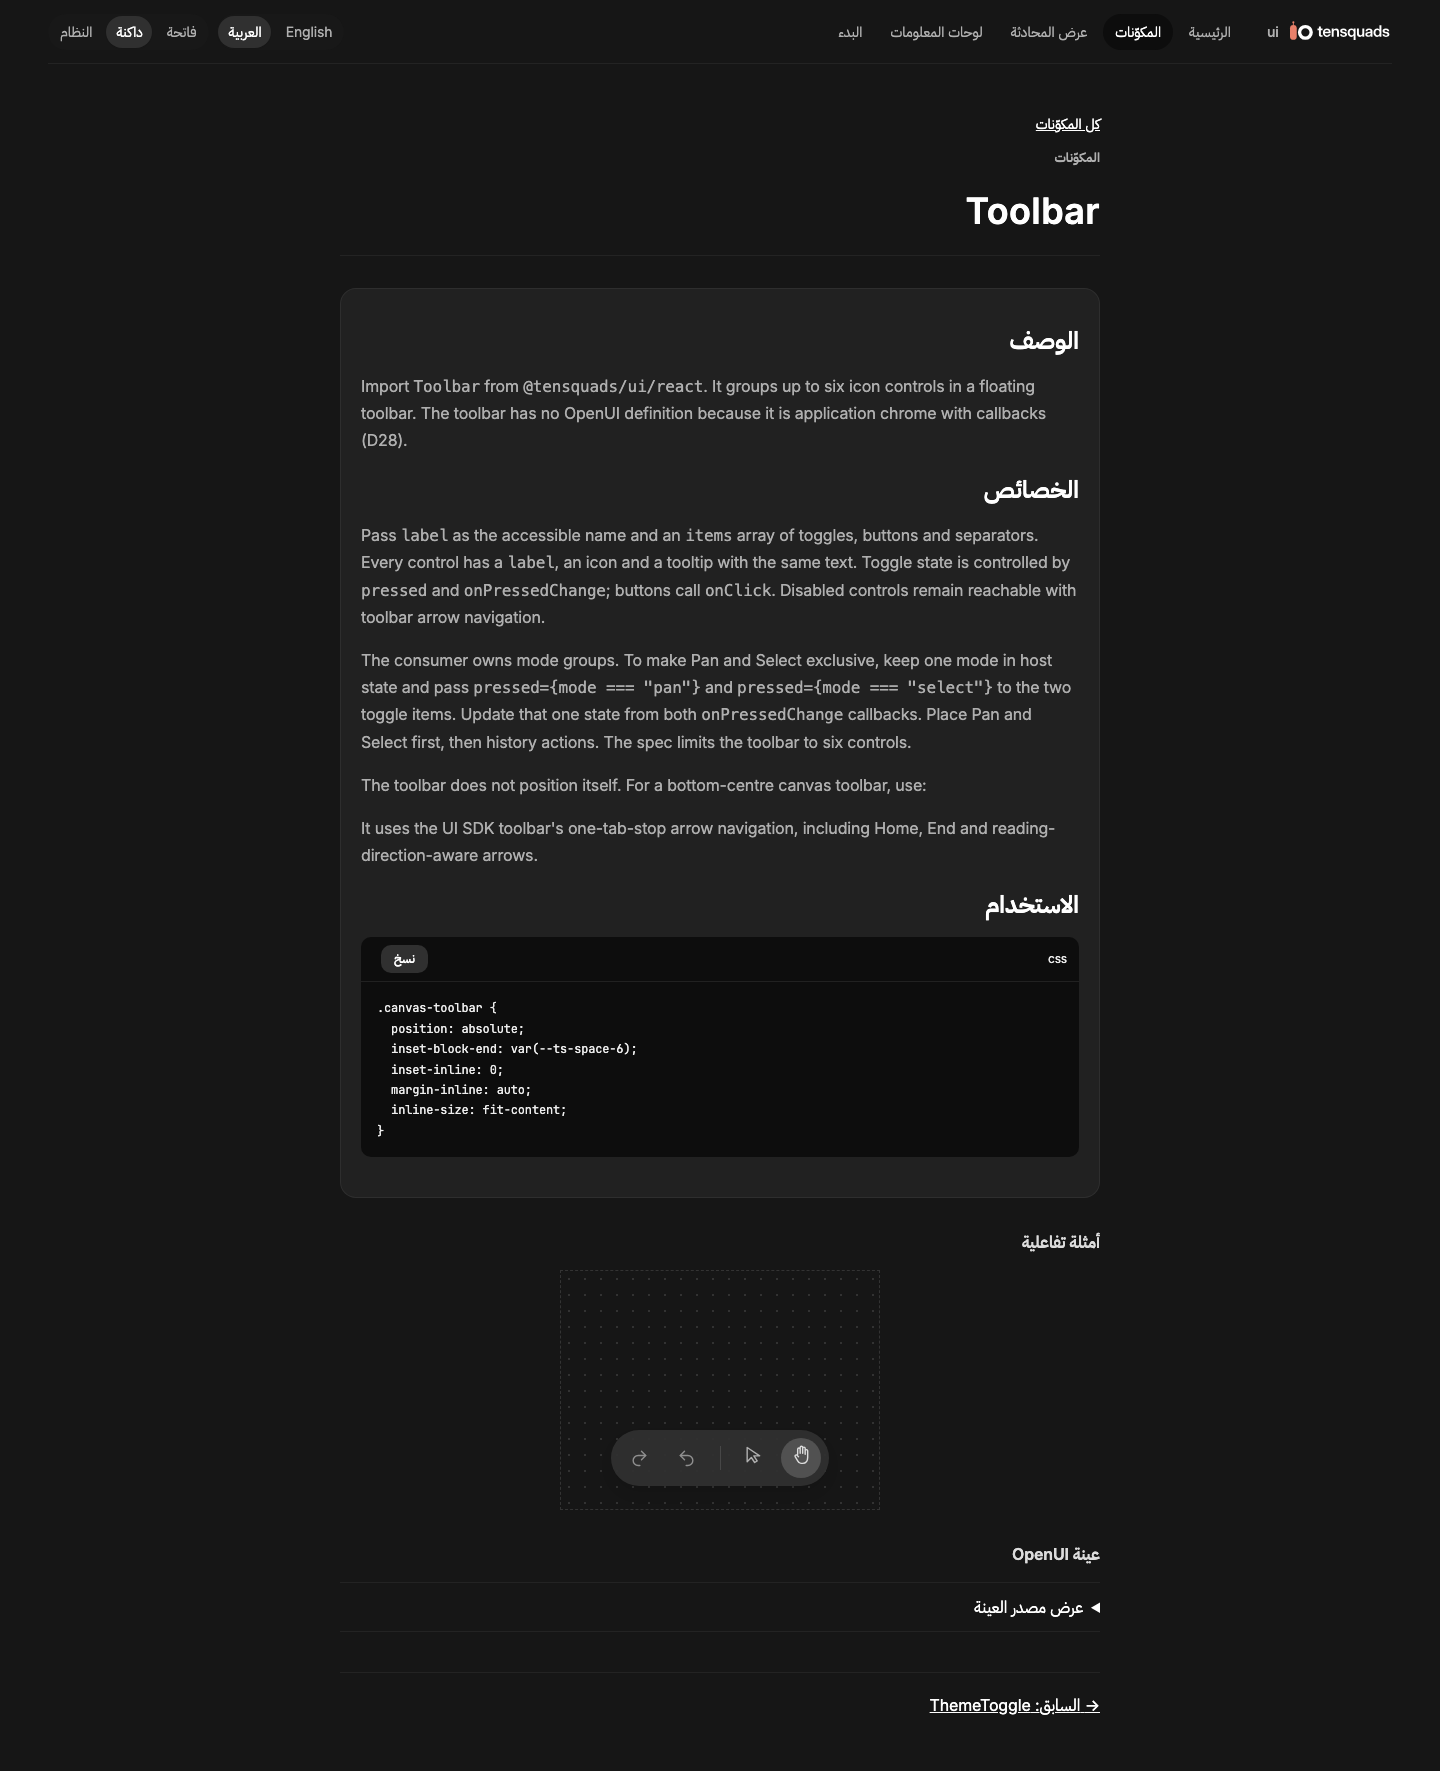 tensquads ui
الرئيسية
المكوّنات
عرض المحادثة
لوحات المعلومات
البدء
English
العربية
فاتحة
داكنة
النظام
كل المكوّنات
المكوّنات
Toolbar
الوصف
Import Toolbar from @tensquads/ui/react. It groups up to six icon controls in a floating
toolbar. The toolbar has no OpenUI definition because it is application chrome with callbacks
(D28).
الخصائص
Pass label as the accessible name and an items array of toggles, buttons and separators.
Every control has a label, an icon and a tooltip with the same text. Toggle state is controlled by
pressed and onPressedChange; buttons call onClick. Disabled controls remain reachable with
toolbar arrow navigation.
The consumer owns mode groups. To make Pan and Select exclusive, keep one mode in host
state and pass pressed={mode === "pan"} and pressed={mode === "select"} to the two
toggle items. Update that one state from both onPressedChange callbacks. Place Pan and
Select first, then history actions. The spec limits the toolbar to six controls.
The toolbar does not position itself. For a bottom-centre canvas toolbar, use:
It uses the UI SDK toolbar's one-tab-stop arrow navigation, including Home, End and reading-
direction-aware arrows.
الاستخدام
css
نسخ
.canvas-toolbar {
  position: absolute;
  inset-block-end: var(--ts-space-6);
  inset-inline: 0;
  margin-inline: auto;
  inline-size: fit-content;
}
أمثلة تفاعلية
عينة OpenUI
عرض مصدر العينة
→ السابق: ThemeToggle